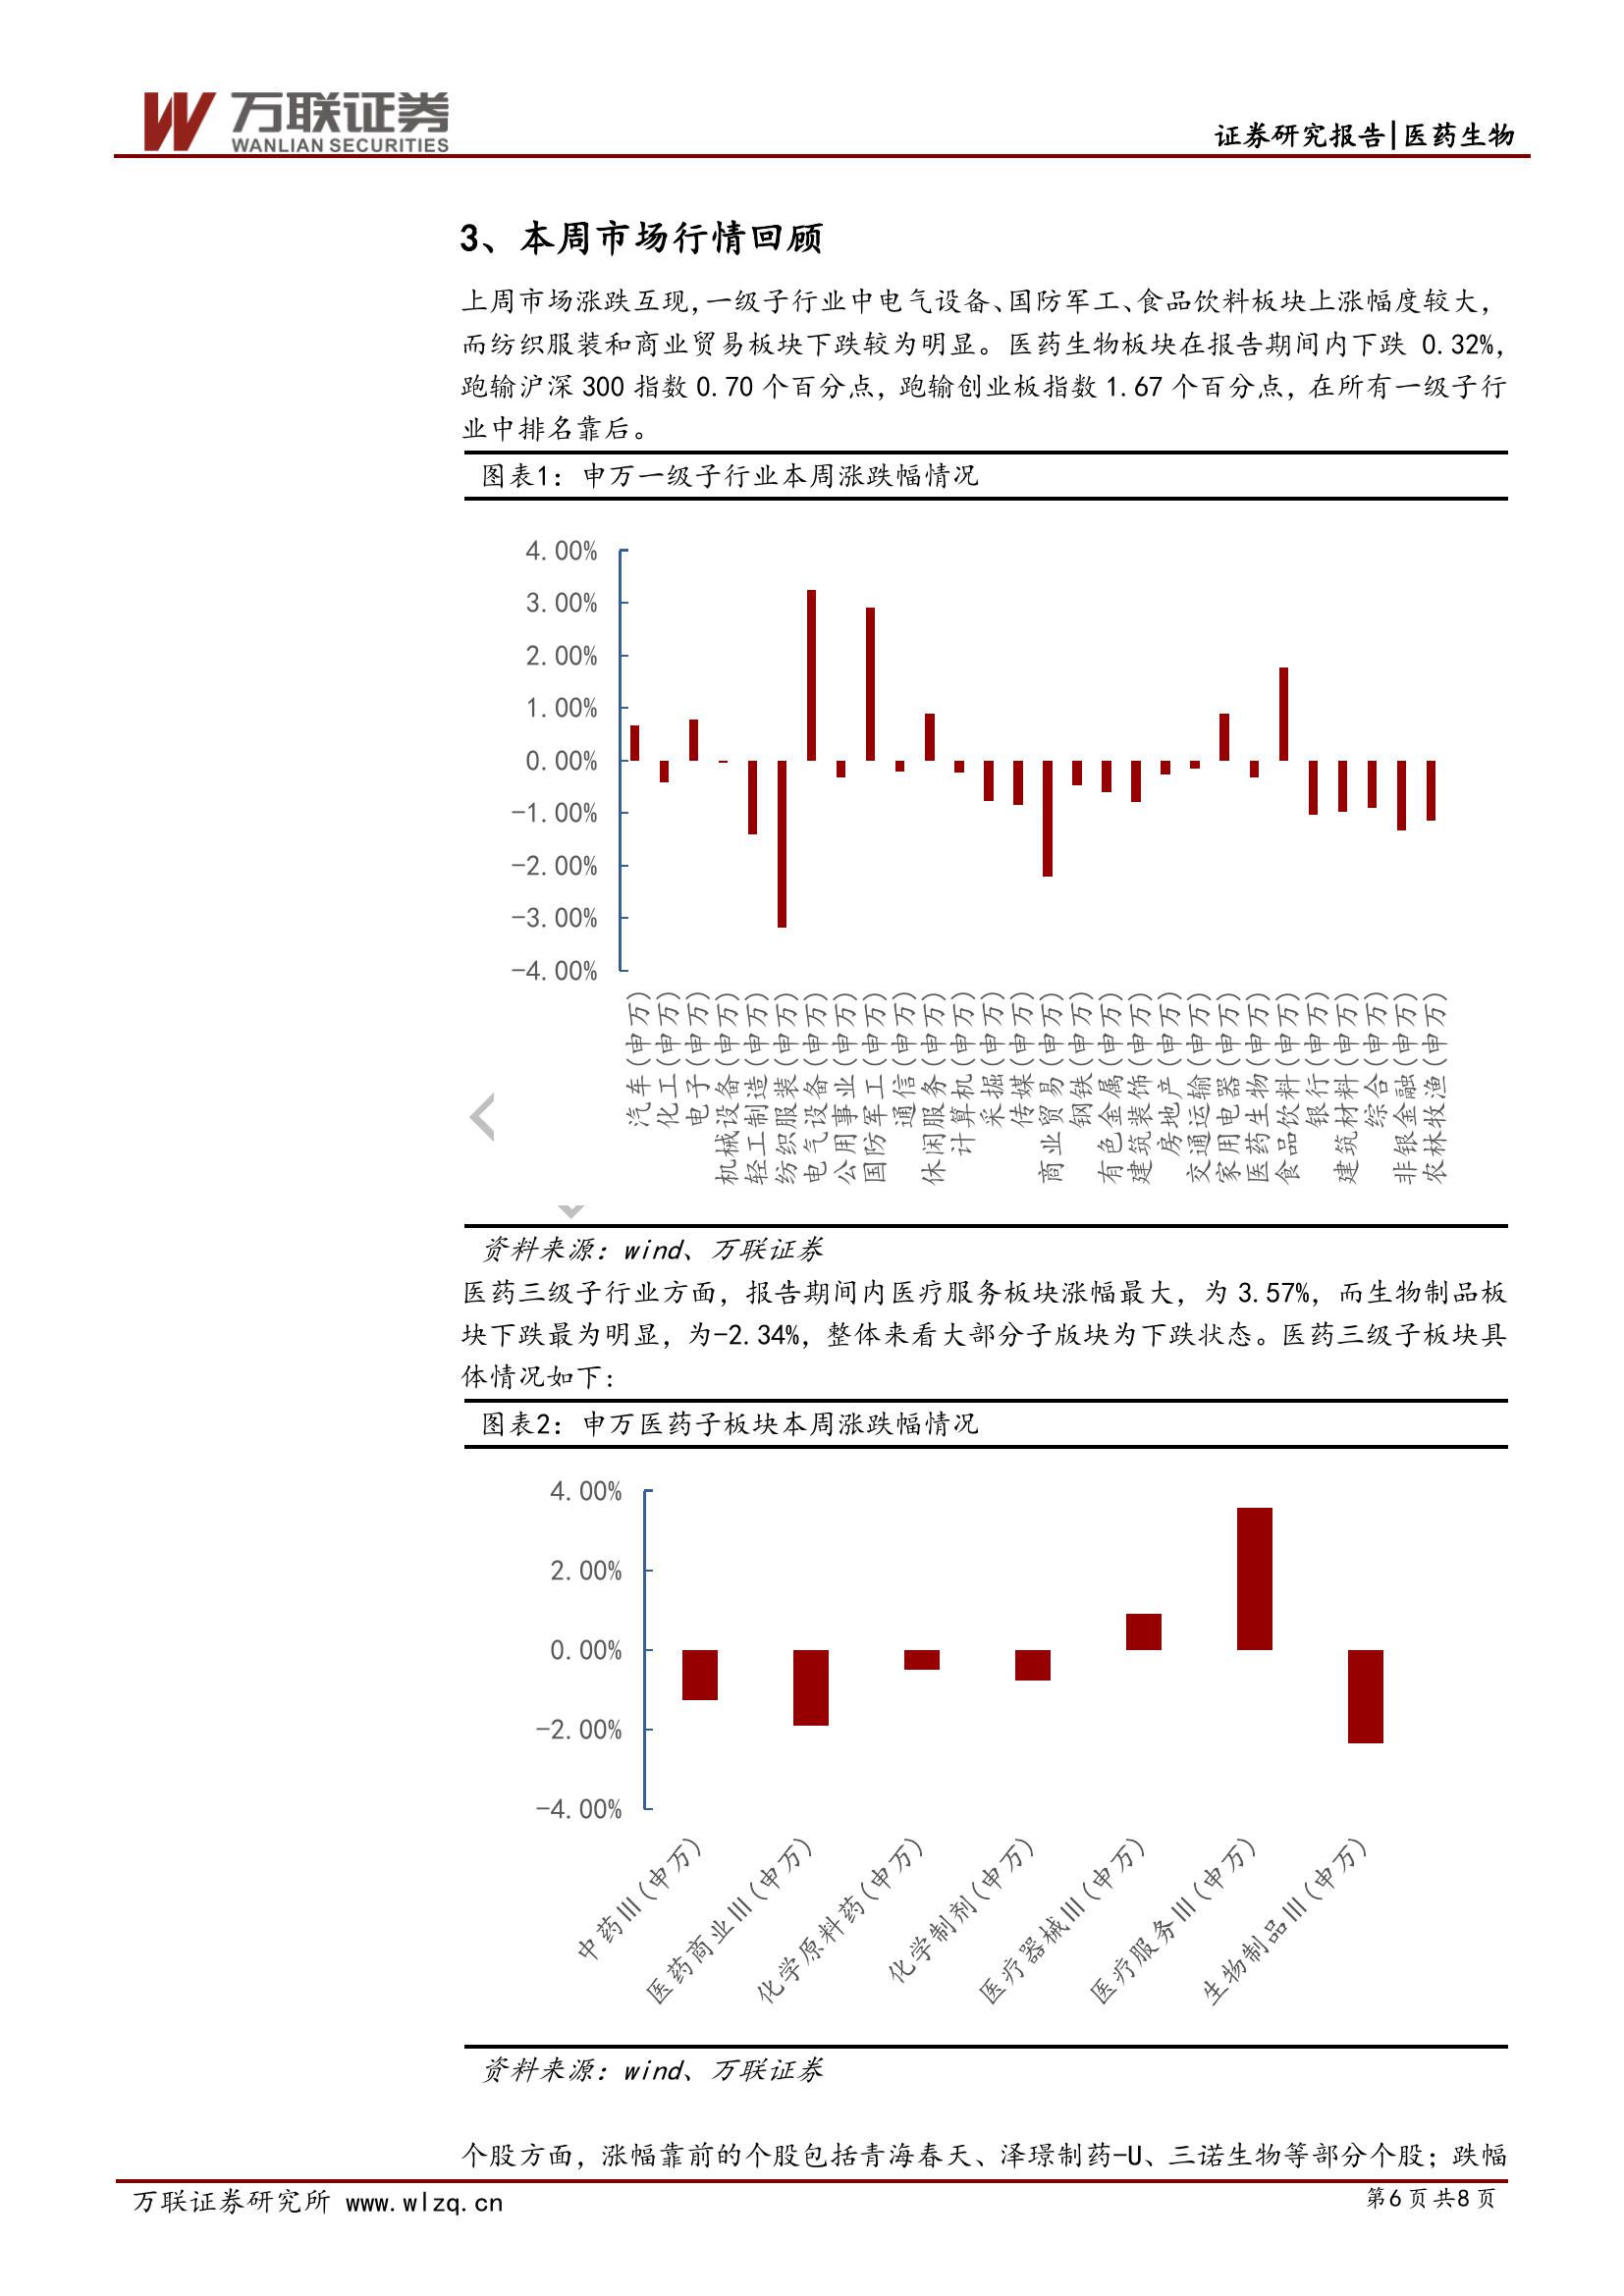 万联证券
WANLIAN SECURITIES
证券研究报告|医药生物
3、本周市场行情回顾
上周市场涨跌互现,一级子行业中电气设备、国防军工、食品饮料板块上涨幅度较大，
而纺织服装和商业贸易板块下跌较为明显。医药生物板块在报告期间内下跌 0.32%,
跑输沪深 300 指数 0.70 个百分点，跑输创业板指数 1.67 个百分点，在所有一级子行
业中排名靠后。
图表1：申万一级子行业本周涨跌幅情况
4.00%
3.00%
2.00%
1.00%
0.00%
-1.00%
-2.00%
-3.00%
-4.00%
汽车(申万)
化工(申万)
电子(申万)
机械设备(申万)
轻工制造(申万)
纺织服装(申万)
电气设备(申万)
公用事业(申万)
国防军工(申万)
通信(申万)
休闲服务(申万)
计算机(申万)
采掘(申万)
传媒(申万)
商业贸易(申万)
钢铁(申万)
有色金属(申万)
建筑装饰(申万)
房地产(申万)
交通运输(申万)
家用电器(申万)
医药生物(申万)
食品饮料(申万)
银行(申万)
建筑材料(申万)
综合(申万)
非银金融(申万)
农林牧渔(申万)
资料来源：wind、万联证券
医药三级子行业方面，报告期间内医疗服务板块涨幅最大，为 3.57%，而生物制品板
块下跌最为明显，为-2.34%，整体来看大部分子版块为下跌状态。医药三级子板块具
体情况如下：
图表2：申万医药子板块本周涨跌幅情况
4.00%
2.00%
0.00%
-2.00%
-4.00%
中药Ⅲ(申万)
医药商业Ⅲ(申万)
化学原料药(申万)
化学制剂(申万)
医疗器械Ⅲ(申万)
医疗服务Ⅲ(申万)
生物制品Ⅲ(申万)
资料来源：wind、万联证券
个股方面，涨幅靠前的个股包括青海春天、泽璟制药-U、三诺生物等部分个股；跌幅
万联证券研究所 www.wlzq.cn
第6页共8页